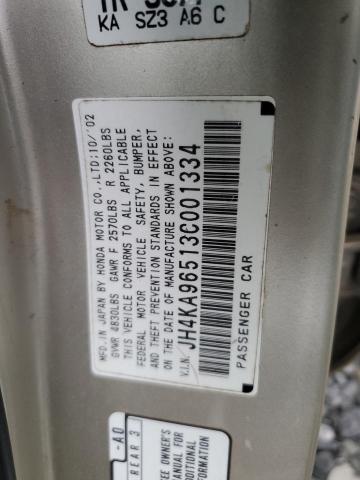 KA SZ3 A6 C
MFD.IN JAPAN BY HONDA MOTOR CO.,LTD:10/'02
GVWR 4830LBS GAWR F 2570LBS R 2260LBS
THIS VEHICLE CONFORMS TO ALL APPLICABLE
FEDERAL MOTOR VEHICLE SAFETY, BUMPER,
AND THEFT PREVENTION STANDARDS IN EFFECT
ON THE DATE OF MANUFACTURE SHOWN ABOVE:
V.I.N: JH4KA96513C001334
PASSENGER CAR
-A0
REAR 3
SEE OWNER'S
MANUAL FOR
INFORMATION